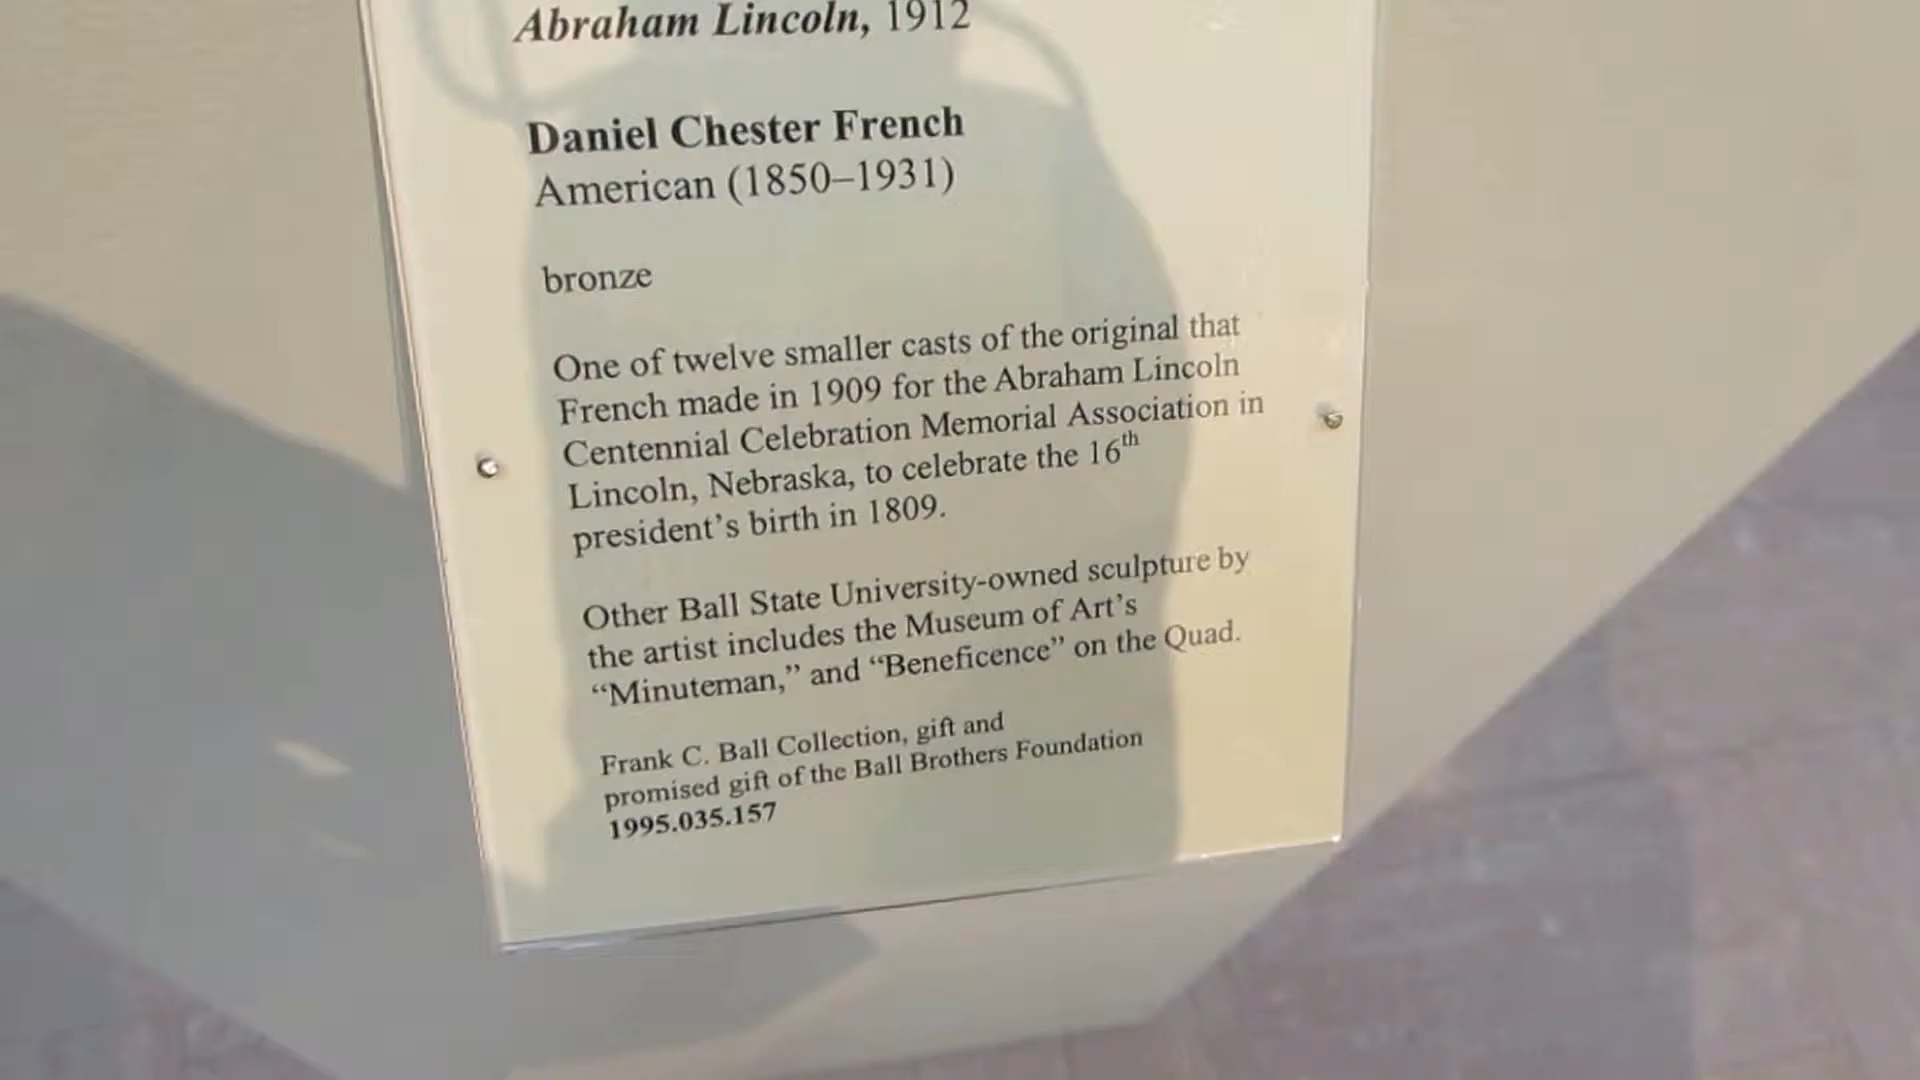 Abraham Lincoln, 1912
Daniel Chester French
American (1850–1931)
bronze
One of twelve smaller casts of the original that
French made in 1909 for the Abraham Lincoln
Centennial Celebration Memorial Association in
Lincoln, Nebraska, to celebrate the 16th
president’s birth in 1809.
Other Ball State University-owned sculpture by
the artist includes the Museum of Art’s
“Minuteman,” and “Beneficence” on the Quad.
Frank C. Ball Collection, gift and
promised gift of the Ball Brothers Foundation
1995.035.157